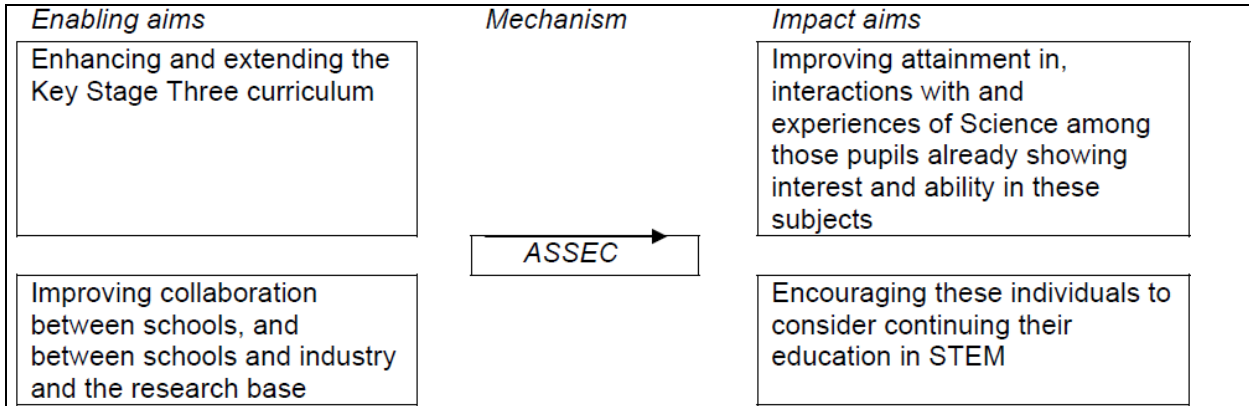 Enabling aims
Mechanism
Impact aims
Enhancing and extending the
Key Stage Three curriculum
Improving attainment in,
interactions with and
experiences of Science among
those pupils already showing
interest and ability in these
subjects
ASSEC
Improving collaboration
between schools, and
between schools and industry
and the research base
Encouraging these individuals to
consider continuing their
education in STEM